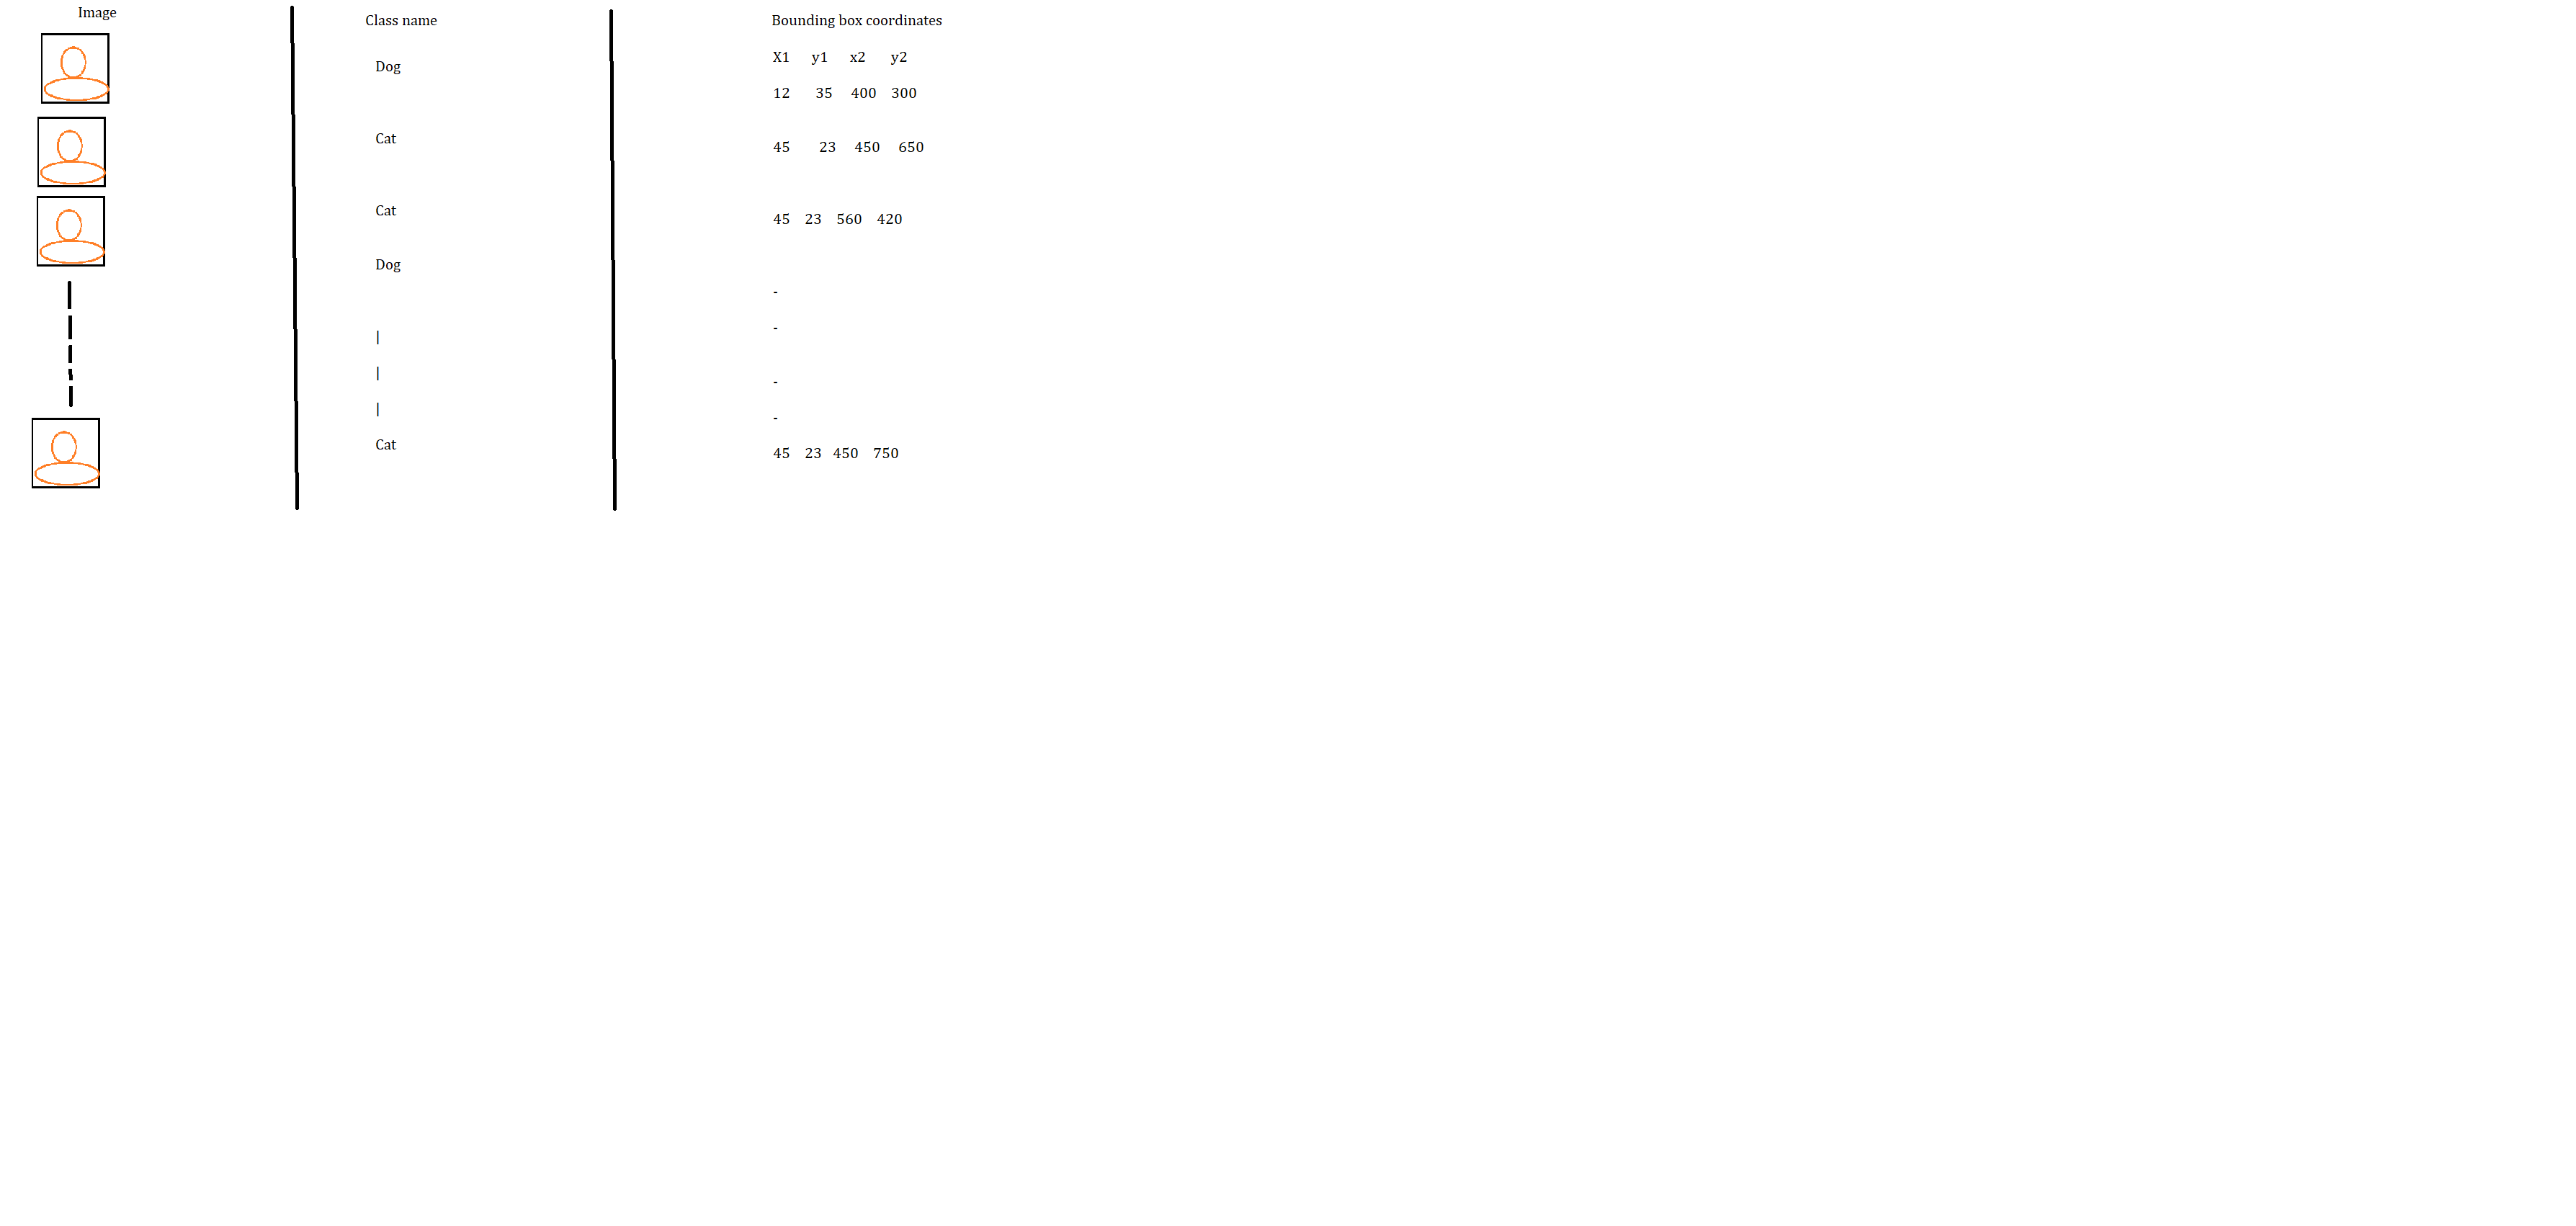 Image
Class name
Dog
Cat
Cat
Dog
|
|
|
Cat
Bounding box coordinates
X1 y1 x2 y2
12 35 400 300
45 23 450 650
45 23 560 420
-
-
-
-
45 23 450 750